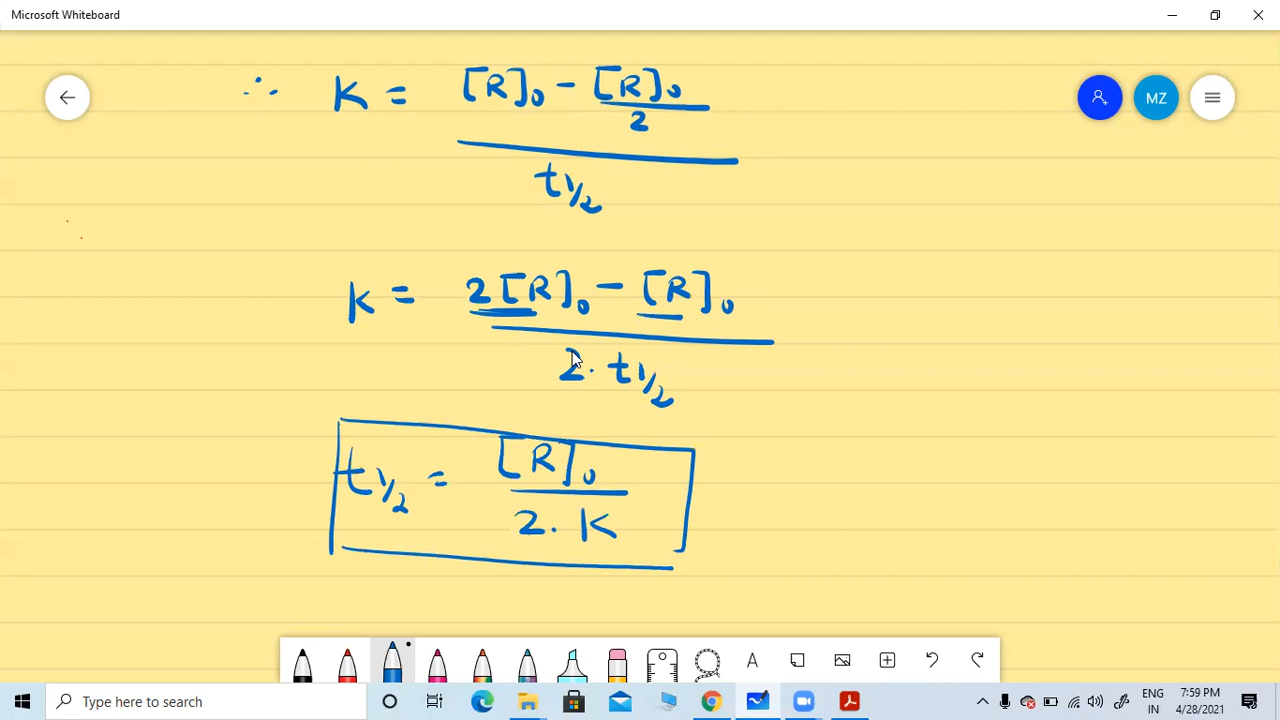 Microsoft Whiteboard
∴ K = [R]₀ - [R]₀/2
t½
MZ
K = 2[R]₀ - [R]₀
2. t½
t½ = [R]₀
2. K
A
Type here to search
ENG
IN
7:59 PM
4/28/2021